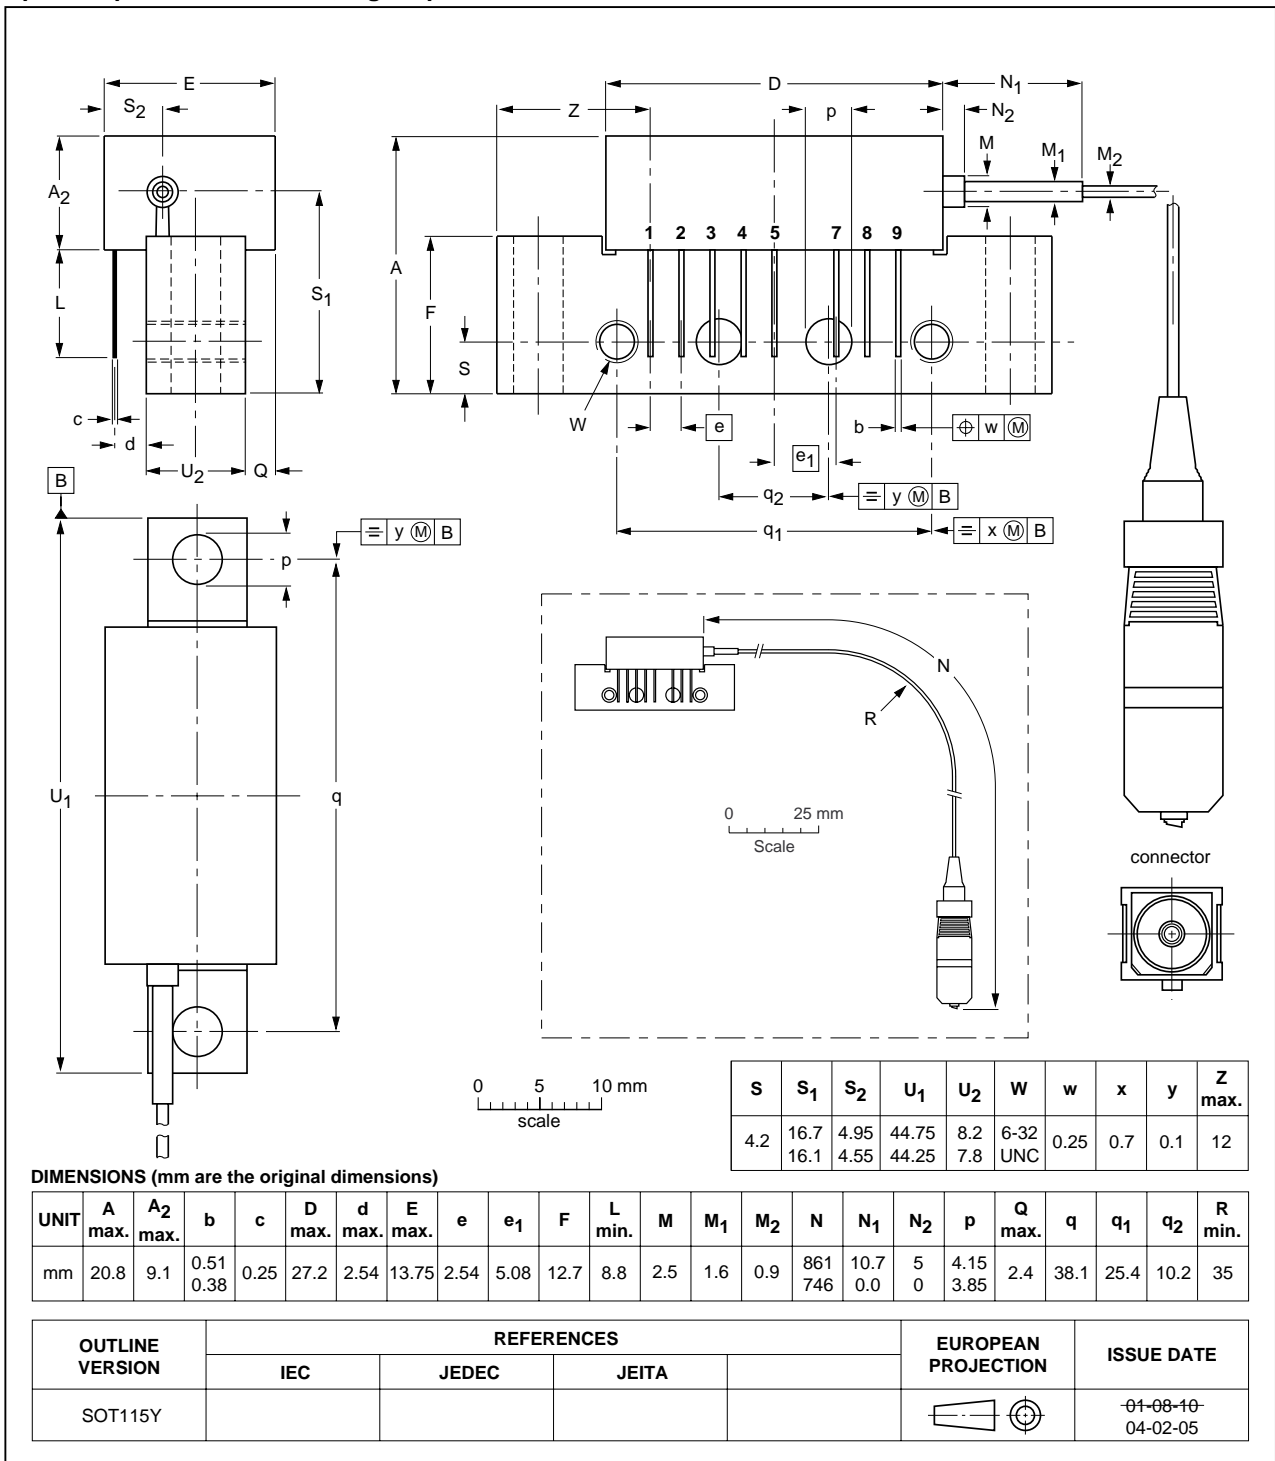 E
S2
D
N1
Z
p
N2
M
M1
M2
A2
A
L
S1
F
S
1 2 3 4 5 7 8 9
c
d
U2
Q
W
e
b
w M
e1
q2
y M B
q1
x M B
B
y M B
p
U1
q
N
R
0 25 mm
Scale
connector
0 5 10 mm
scale
S S1 S2 U1 U2 W w x y Z max.
4.2 16.7 16.1 4.95 4.55 44.75 44.25 8.2 7.8 6-32 UNC 0.25 0.7 0.1 12
DIMENSIONS (mm are the original dimensions)
UNIT A max. A2 max. b c D max. d max. E max. e e1 F L min. M M1 M2 N N1 N2 p Q max. q q1 q2 R min.
mm 20.8 9.1 0.51 0.38 0.25 27.2 2.54 13.75 2.54 5.08 12.7 8.8 2.5 1.6 0.9 861 746 10.7 0.0 5 0 4.15 3.85 2.4 38.1 25.4 10.2 35
OUTLINE VERSION
REFERENCES
EUROPEAN PROJECTION
ISSUE DATE
IEC JEDEC JEITA
SOT115Y
01-08-10
04-02-05